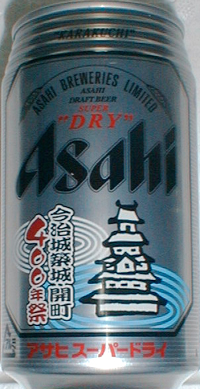 "KARAKUCHI"
ASAHI BREWERIES LIMITED
ASAHI
DRAFT BEER
SUPER
"DRY"
Asahi
今治城築城・開町
400年祭
アサヒスーパードライ